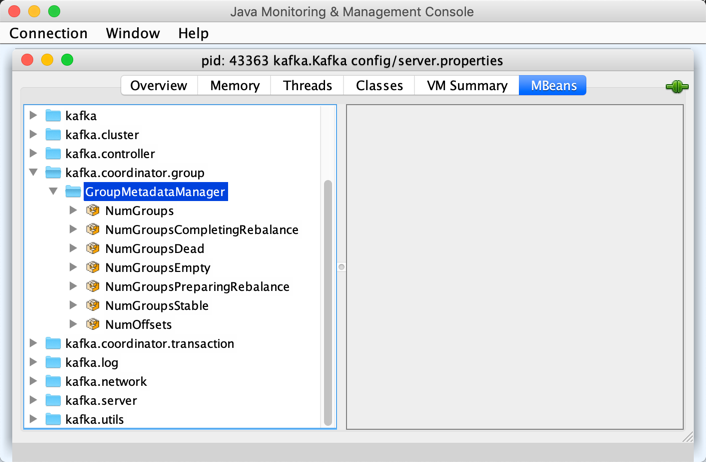 Java Monitoring & Management Console
Connection Window Help
pid: 43363 kafka.Kafka config/server.properties
Overview Memory Threads Classes VM Summary MBeans
kafka
kafka.cluster
kafka.controller
kafka.coordinator.group
GroupMetadataManager
NumGroups
NumGroupsCompletingRebalance
NumGroupsDead
NumGroupsEmpty
NumGroupsPreparingRebalance
NumGroupsStable
NumOffsets
kafka.coordinator.transaction
kafka.log
kafka.network
kafka.server
kafka.utils